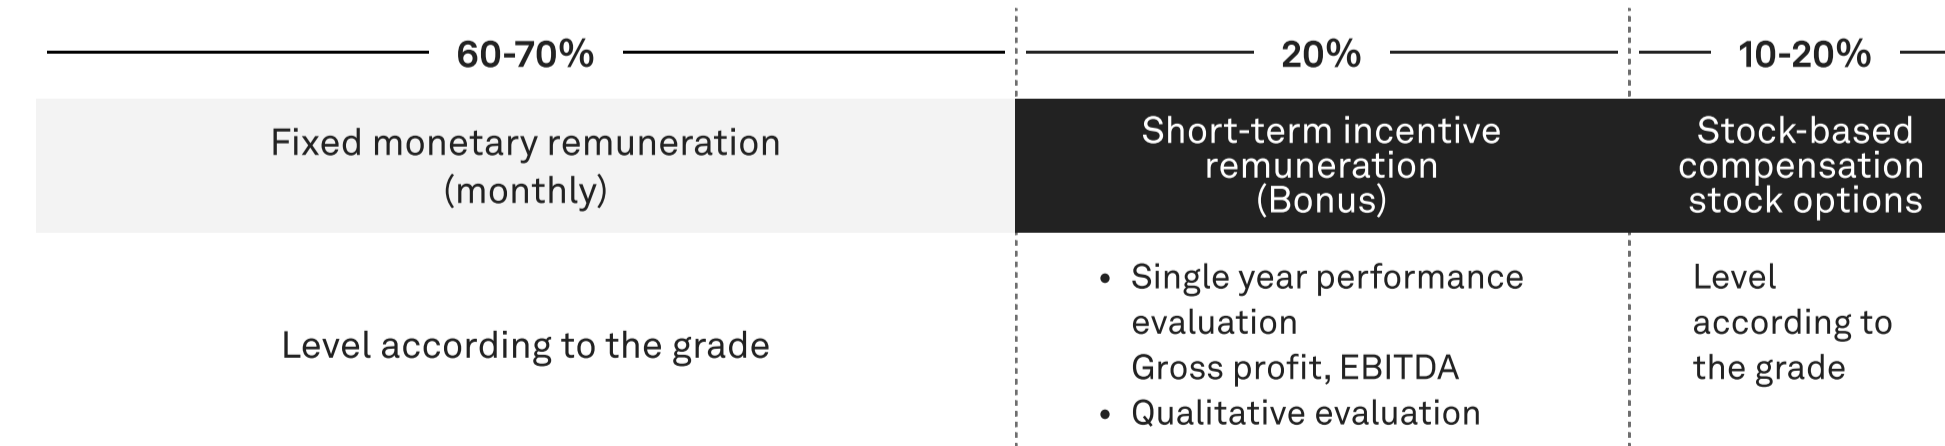 60-70%
20%
10-20%
Fixed monetary remuneration
(monthly)
Short-term incentive
remuneration
(Bonus)
Stock-based
compensation
stock options
Level according to the grade
• Single year performance
evaluation
Gross profit, EBITDA
• Qualitative evaluation
Level
according to
the grade